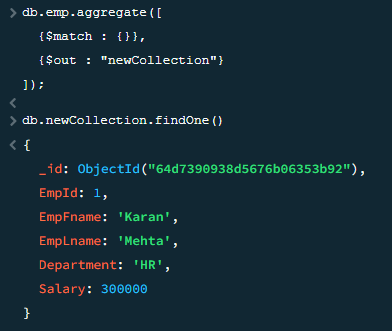 > db.emp.aggregate([
{$match : {}},
{$out : "newCollection"}
]);
<
> db.newCollection.findOne()
< {
_id: ObjectId("64d7390938d5676b06353b92"),
EmpId: 1,
EmpFname: 'Karan',
EmpLname: 'Mehta',
Department: 'HR',
Salary: 300000
}